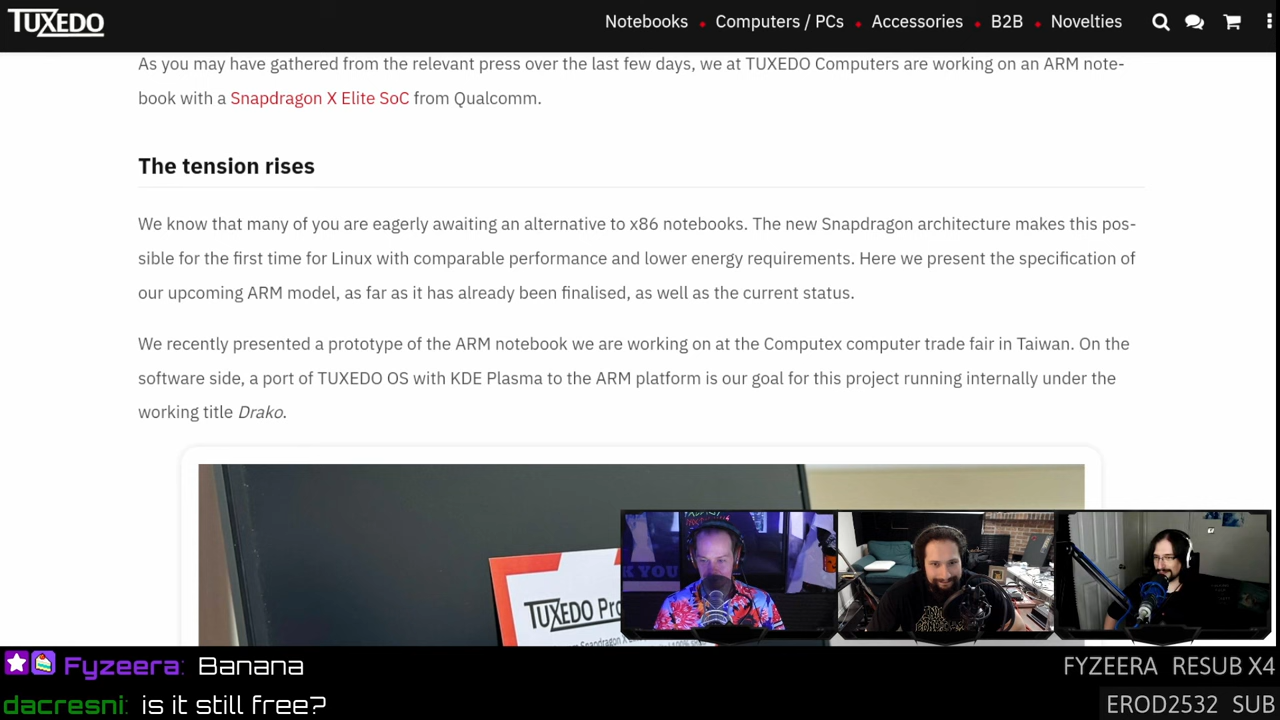 TUXEDO
Notebooks • Computers / PCs • Accessories • B2B • Novelties
As you may have gathered from the relevant press over the last few days, we at TUXEDO Computers are working on an ARM note-
book with a Snapdragon X Elite SoC from Qualcomm.
The tension rises
We know that many of you are eagerly awaiting an alternative to x86 notebooks. The new Snapdragon architecture makes this pos-
sible for the first time for Linux with comparable performance and lower energy requirements. Here we present the specification of
our upcoming ARM model, as far as it has already been finalised, as well as the current status.
We recently presented a prototype of the ARM notebook we are working on at the Computex computer trade fair in Taiwan. On the
software side, a port of TUXEDO OS with KDE Plasma to the ARM platform is our goal for this project running internally under the
working title Drako.
TUXEDO
K YOU
Fyzeera: Banana
FYZEERA RESUB X4
dacresni: is it still free?
EROD2532 SUB